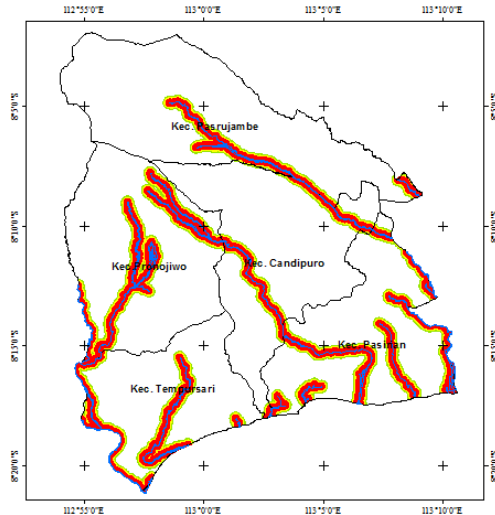 112°55'0"E 113°0'0"E 113°5'0"E 113°10'0"E
8°5'0"S 8°5'0"S
Kec. Pasrujambe
8°10'0"S 8°10'0"S
Kec. Pronojiwo Kec. Candipuro
8°15'0"S 8°15'0"S
Kec. Pasirian
Kec. Tempursari
8°20'0"S 8°20'0"S
112°55'0"E 113°0'0"E 113°5'0"E 113°10'0"E